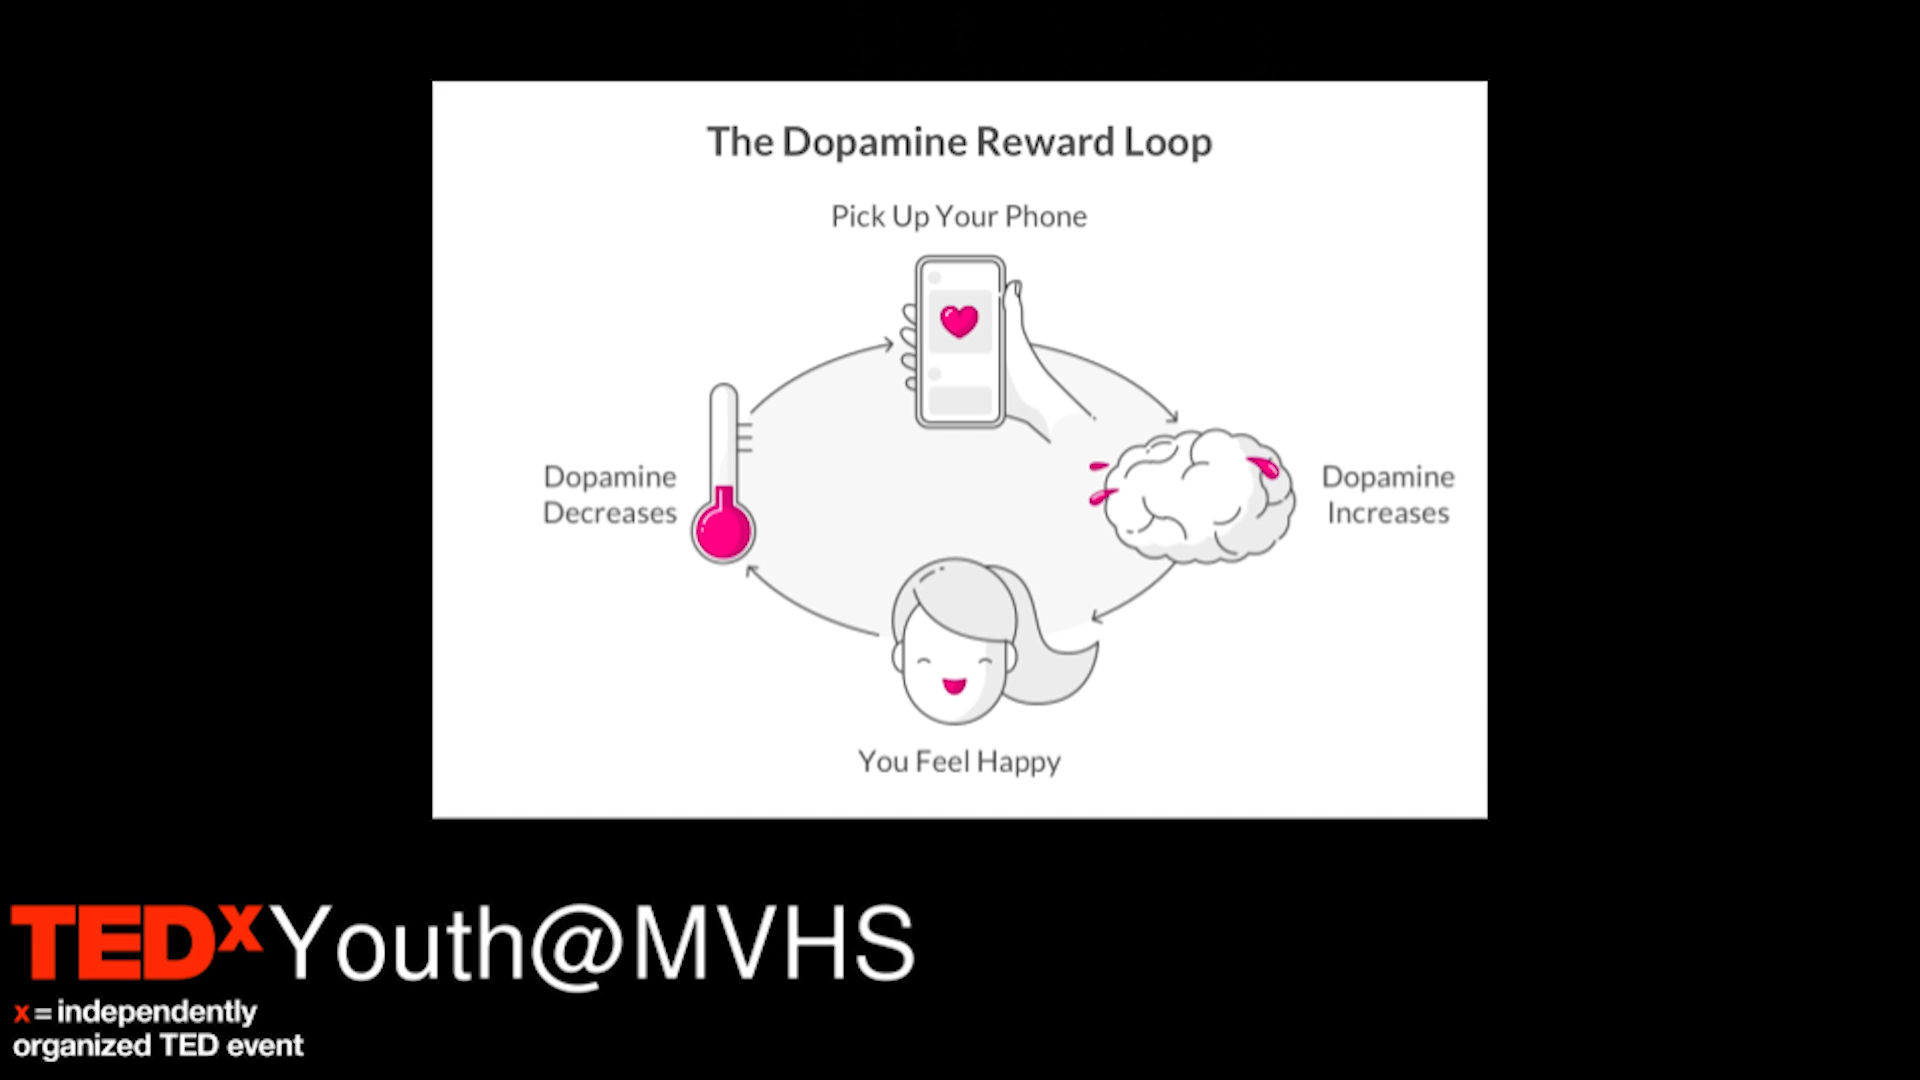 The Dopamine Reward Loop
Pick Up Your Phone
Dopamine
Decreases
Dopamine
Increases
You Feel Happy
TEDxYouth@MVHS
x = independently
organized TED event